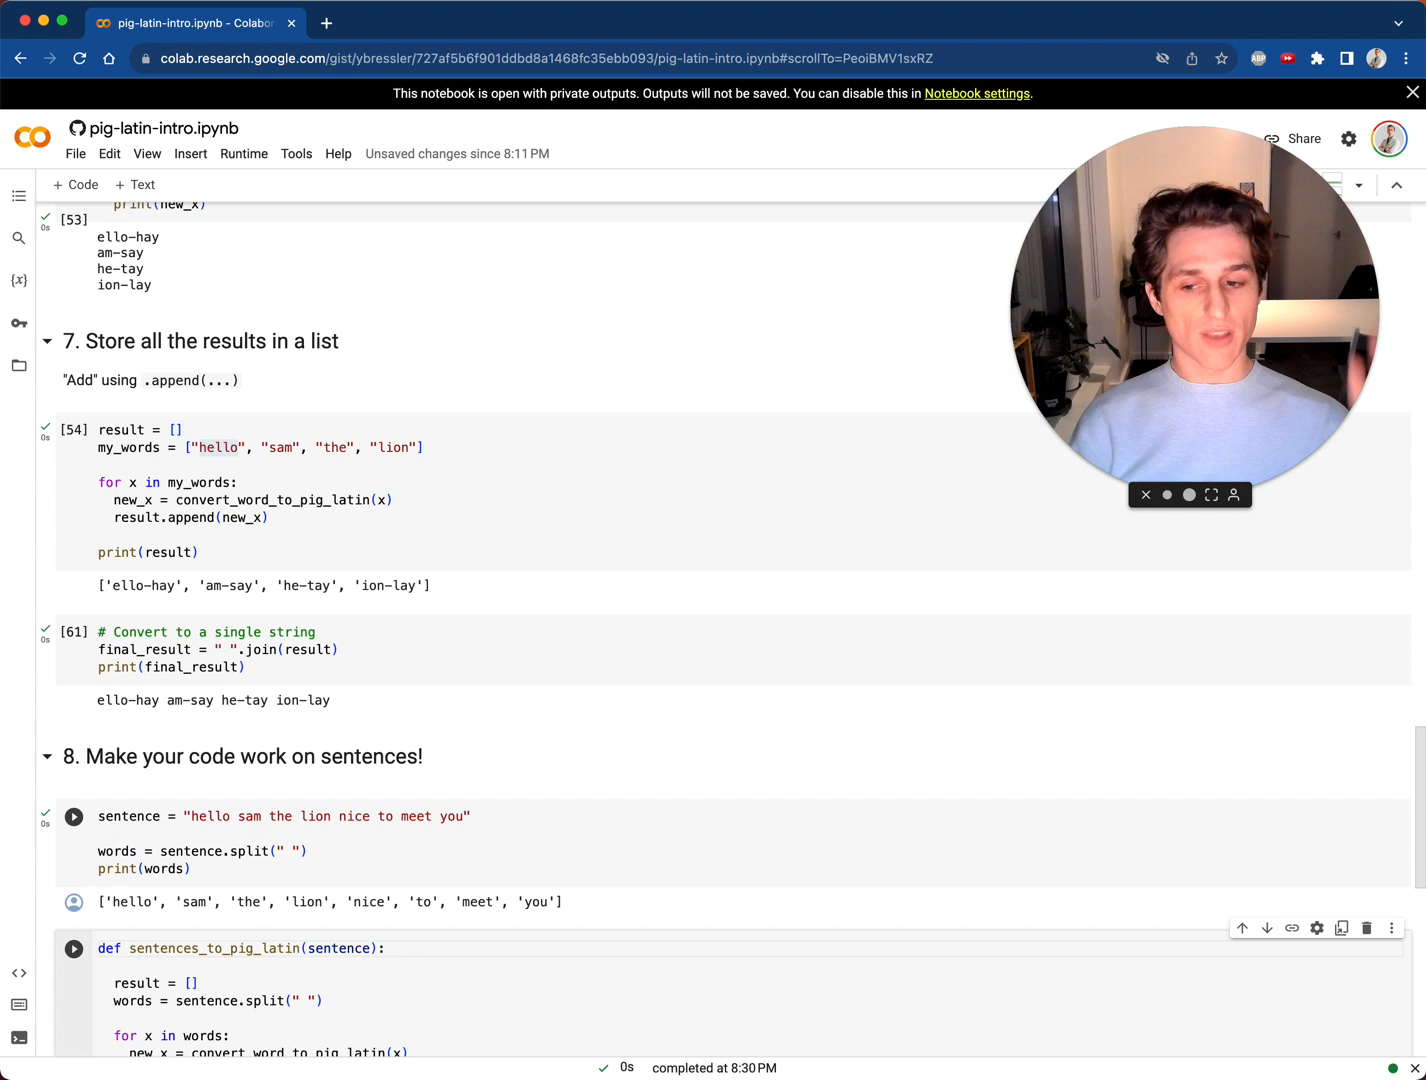 pig-latin-intro.ipynb - Colabor
colab.research.google.com/gist/ybressler/727af5b6f901ddbd8a1468fc35ebb093/pig-latin-intro.ipynb#scrollTo=PeoiBMV1sxRZ
ABP
This notebook is open with private outputs. Outputs will not be saved. You can disable this in Notebook settings.
pig-latin-intro.ipynb
Share
File Edit View Insert Runtime Tools Help Unsaved changes since 8:11 PM
+ Code + Text
print(new_x)
[53]
0s
ello-hay
am-say
he-tay
ion-lay
7. Store all the results in a list
"Add" using .append(...)
[54] result = []
0s
my_words = ["hello", "sam", "the", "lion"]
for x in my_words:
new_x = convert_word_to_pig_latin(x)
result.append(new_x)
print(result)
['ello-hay', 'am-say', 'he-tay', 'ion-lay']
[61] # Convert to a single string
0s
final_result = " ".join(result)
print(final_result)
ello-hay am-say he-tay ion-lay
8. Make your code work on sentences!
sentence = "hello sam the lion nice to meet you"
0s
words = sentence.split(" ")
print(words)
['hello', 'sam', 'the', 'lion', 'nice', 'to', 'meet', 'you']
def sentences_to_pig_latin(sentence):
result = []
words = sentence.split(" ")
for x in words:
new_x = convert_word_to_pig_latin(x)
0s completed at 8:30 PM